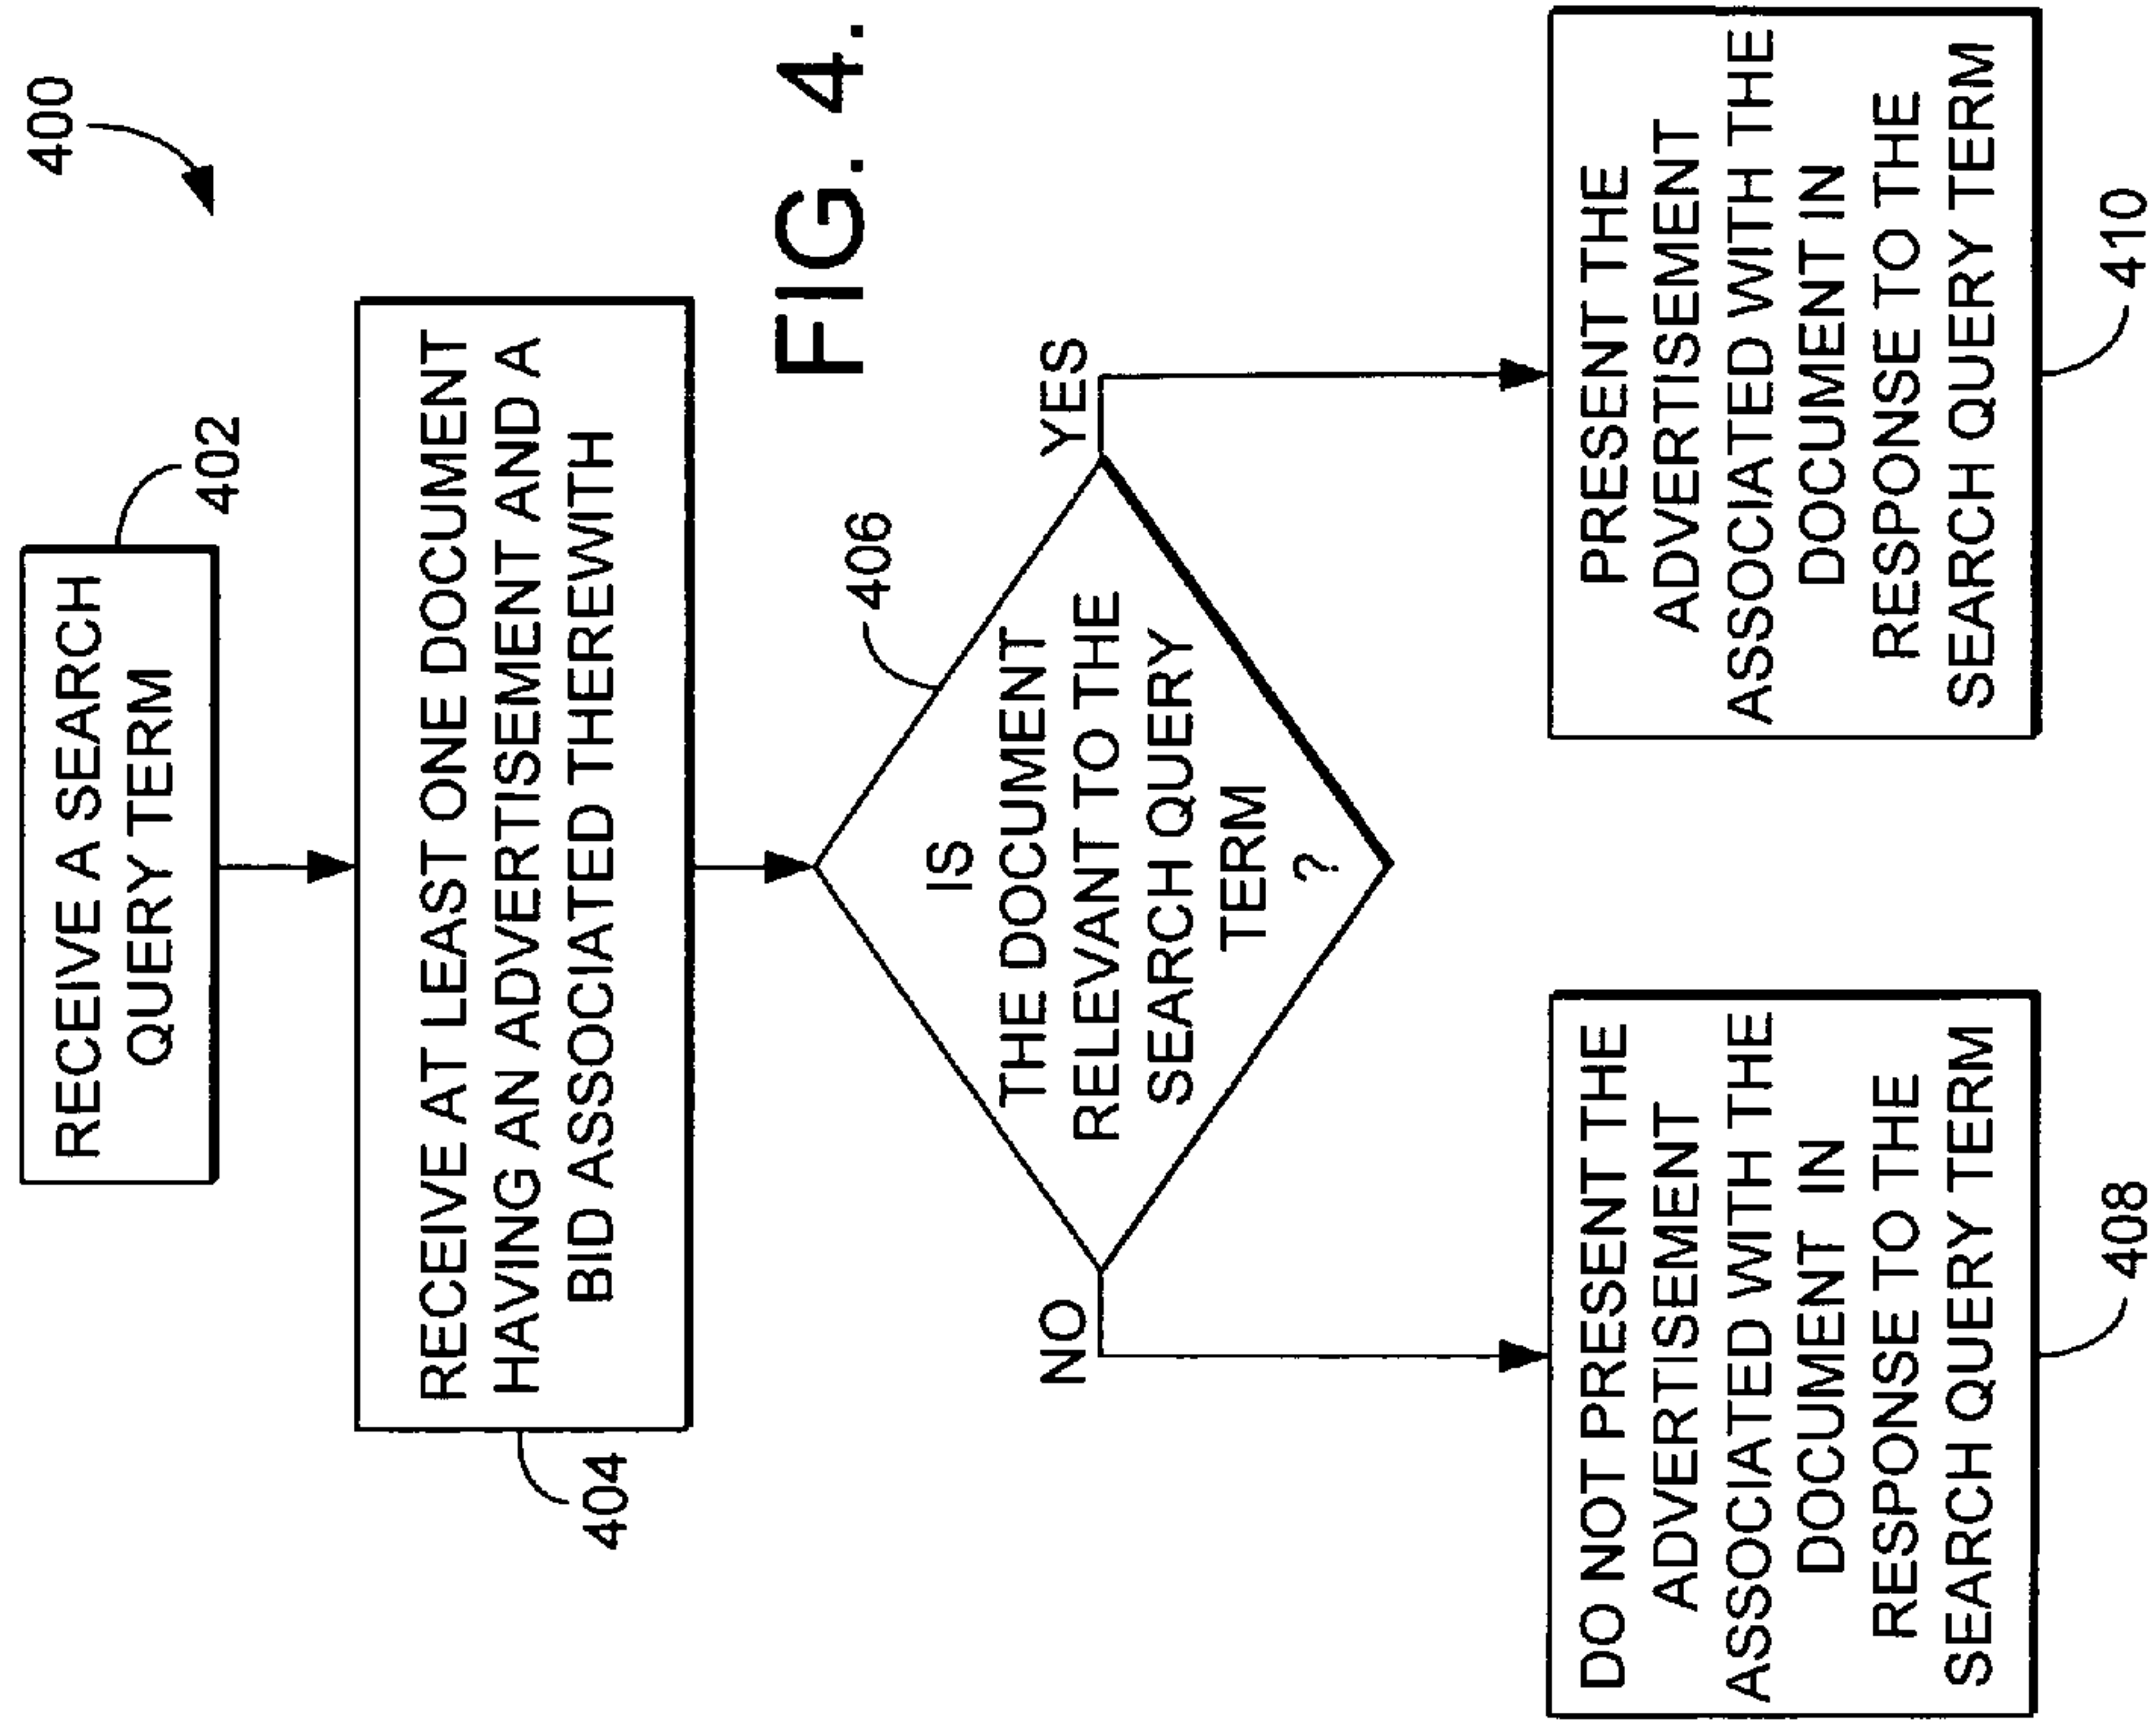 400
RECEIVE A SEARCH
QUERY TERM
402
RECEIVE AT LEAST ONE DOCUMENT
HAVING AN ADVERTISEMENT AND A
BID ASSOCIATED THEREWITH
404
FIG. 4.
406
IS
THE DOCUMENT
RELEVANT TO THE
SEARCH QUERY
TERM
?
NO
YES
DO NOT PRESENT THE
ADVERTISEMENT
ASSOCIATED WITH THE
DOCUMENT IN
RESPONSE TO THE
SEARCH QUERY TERM
408
PRESENT THE
ADVERTISEMENT
ASSOCIATED WITH THE
DOCUMENT IN
RESPONSE TO THE
SEARCH QUERY TERM
410